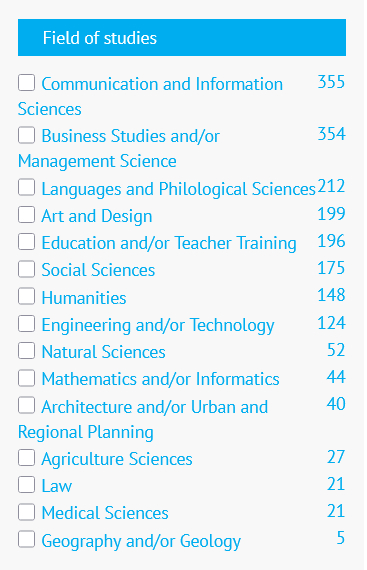 Field of studies
Communication and Information 355
Sciences
Business Studies and/or 354
Management Science
Languages and Philological Sciences 212
Art and Design 199
Education and/or Teacher Training 196
Social Sciences 175
Humanities 148
Engineering and/or Technology 124
Natural Sciences 52
Mathematics and/or Informatics 44
Architecture and/or Urban and 40
Regional Planning
Agriculture Sciences 27
Law 21
Medical Sciences 21
Geography and/or Geology 5